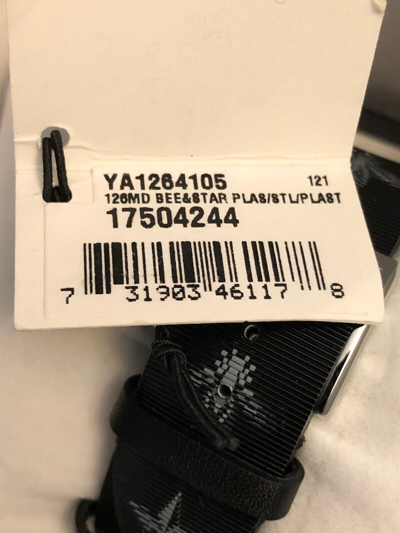 YA1264105 121
126MD BEE&STAR PLAS/STL/PLAST
17504244
7 31903 46117 8